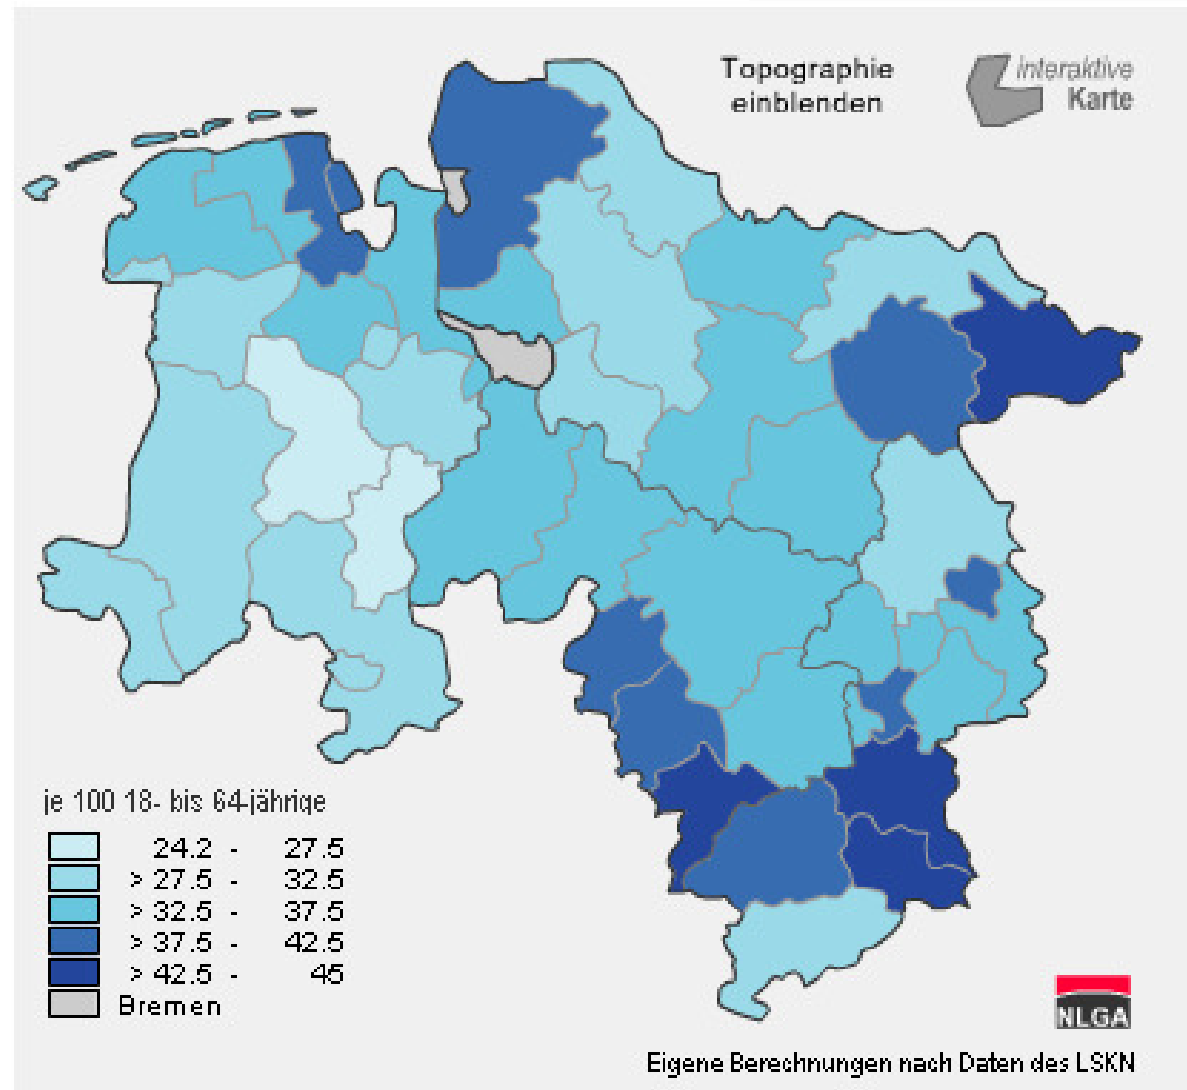 Topographie
einblenden
interaktive
Karte
je 100 18- bis 64-jährige
24.2 - 27.5
> 27.5 - 32.5
> 32.5 - 37.5
> 37.5 - 42.5
> 42.5 - 45
Bremen
NLGA
Eigene Berechnungen nach Daten des LSKN